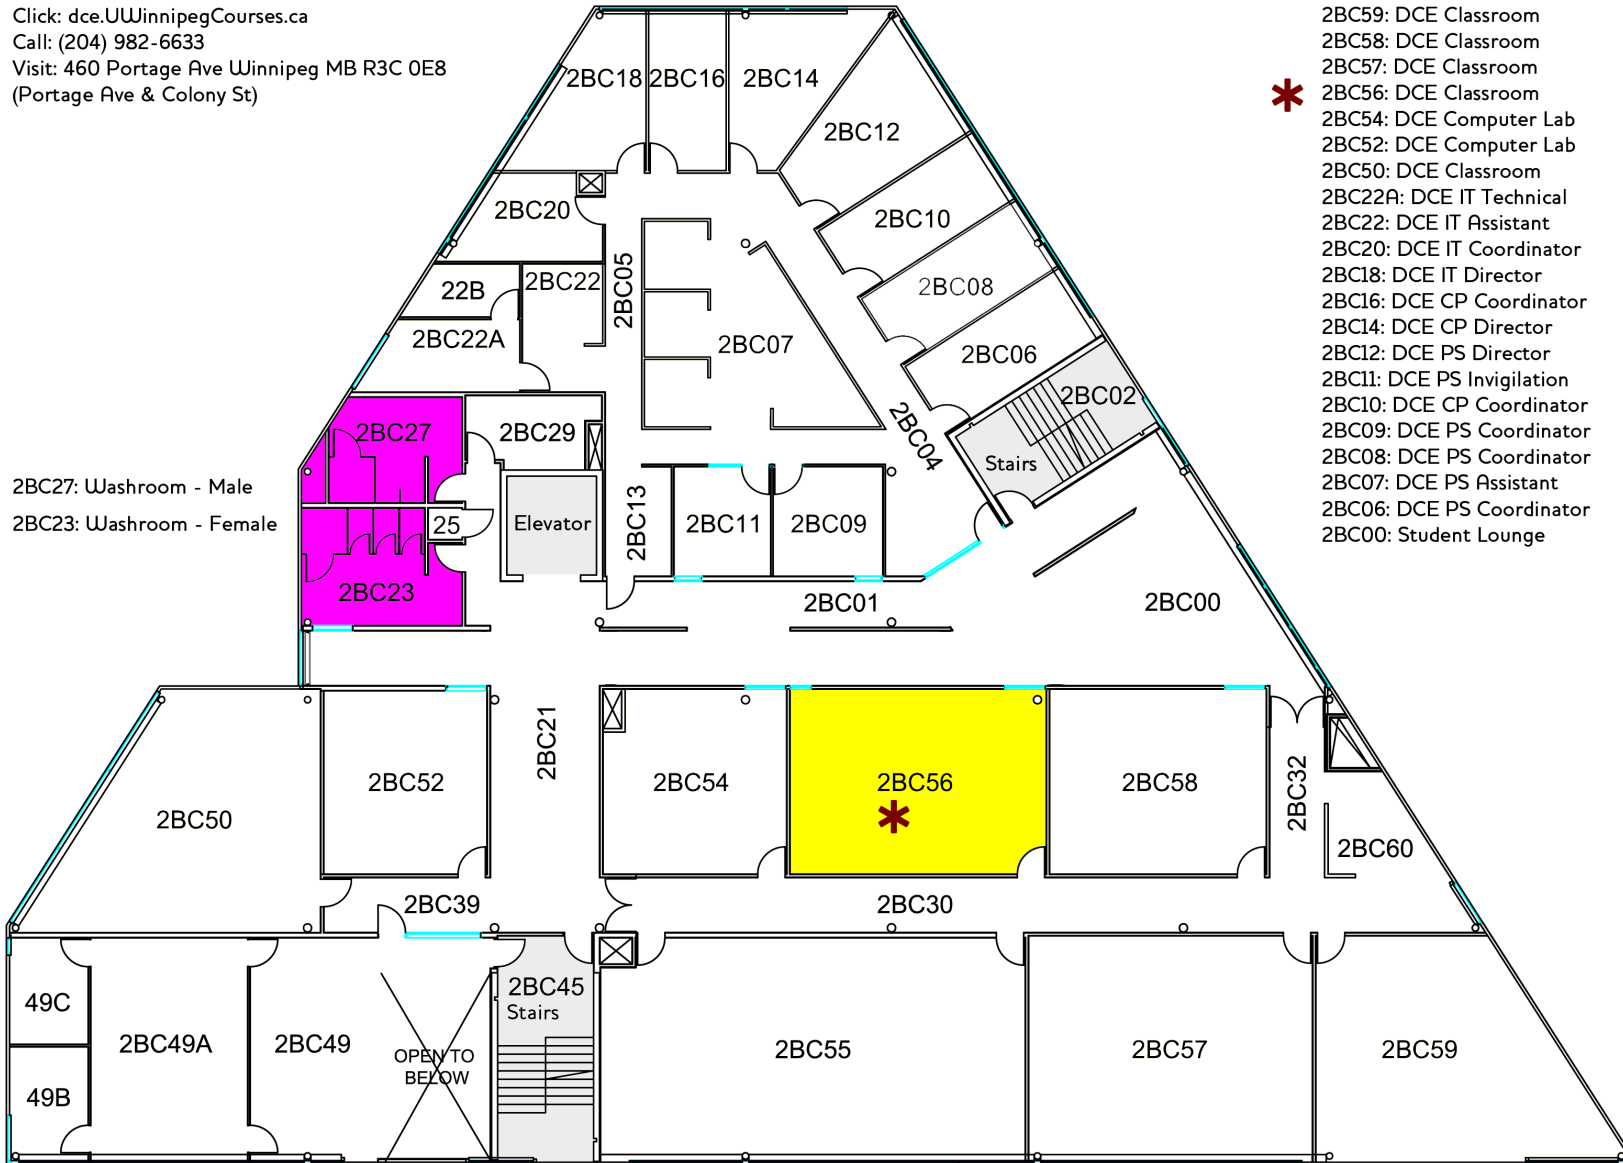 Click: dce.UWinnipegCourses.ca
Call: (204) 982-6633
Visit: 460 Portage Ave Winnipeg MB R3C 0E8
(Portage Ave & Colony St)
2BC59: DCE Classroom
2BC58: DCE Classroom
2BC57: DCE Classroom
2BC56: DCE Classroom
2BC54: DCE Computer Lab
2BC52: DCE Computer Lab
2BC50: DCE Classroom
2BC22A: DCE IT Technical
2BC22: DCE IT Assistant
2BC20: DCE IT Coordinator
2BC18: DCE IT Director
2BC16: DCE CP Coordinator
2BC14: DCE CP Director
2BC12: DCE PS Director
2BC11: DCE PS Invigilation
2BC10: DCE CP Coordinator
2BC09: DCE PS Coordinator
2BC08: DCE PS Coordinator
2BC07: DCE PS Assistant
2BC06: DCE PS Coordinator
2BC00: Student Lounge
2BC27: Washroom - Male
2BC23: Washroom - Female
2BC18
2BC16
2BC14
2BC12
2BC20
2BC10
2BC05
22B
2BC22
2BC08
2BC22A
2BC07
2BC06
2BC02
2BC27
2BC29
2BC04
Stairs
25
Elevator
2BC13
2BC11
2BC09
2BC23
2BC01
2BC00
2BC21
2BC52
2BC54
2BC56
2BC58
2BC32
2BC50
2BC60
2BC39
2BC30
2BC45
Stairs
49C
2BC49A
2BC49
OPEN TO
BELOW
2BC55
2BC57
2BC59
49B